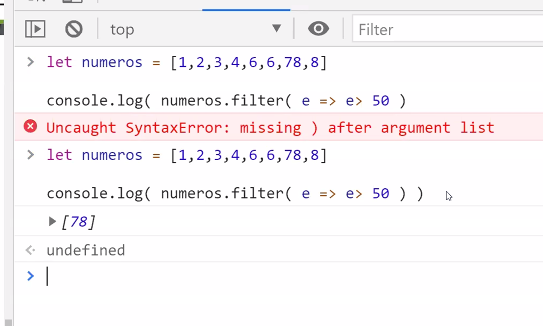 top
Filter
let numeros = [1,2,3,4,6,6,78,8]
console.log( numeros.filter( e => e> 50 )
Uncaught SyntaxError: missing ) after argument list
let numeros = [1,2,3,4,6,6,78,8]
console.log( numeros.filter( e => e> 50 ) )
[78]
undefined